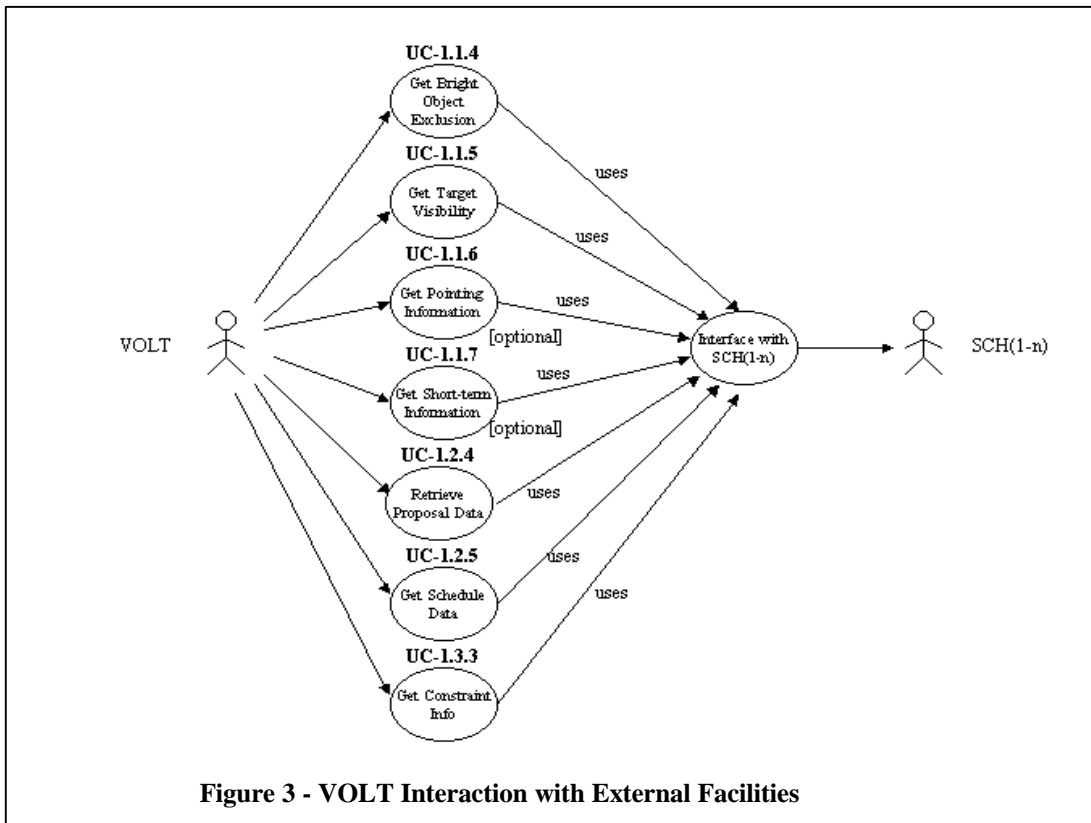 UC-1.1.4
Get Bright
Object
Exclusion
uses
UC-1.1.5
Get Target
Visibility
uses
UC-1.1.6
Get Pointing
Information
uses
[optional]
VOLT
Interface with
SCH(1-n)
SCH(1-n)
UC-1.1.7
Get Short-term
Information
uses
[optional]
UC-1.2.4
Retrieve
Proposal Data
uses
UC-1.2.5
Get Schedule
Data
uses
UC-1.3.3
Get Constraint
Info
uses
Figure 3 - VOLT Interaction with External Facilities